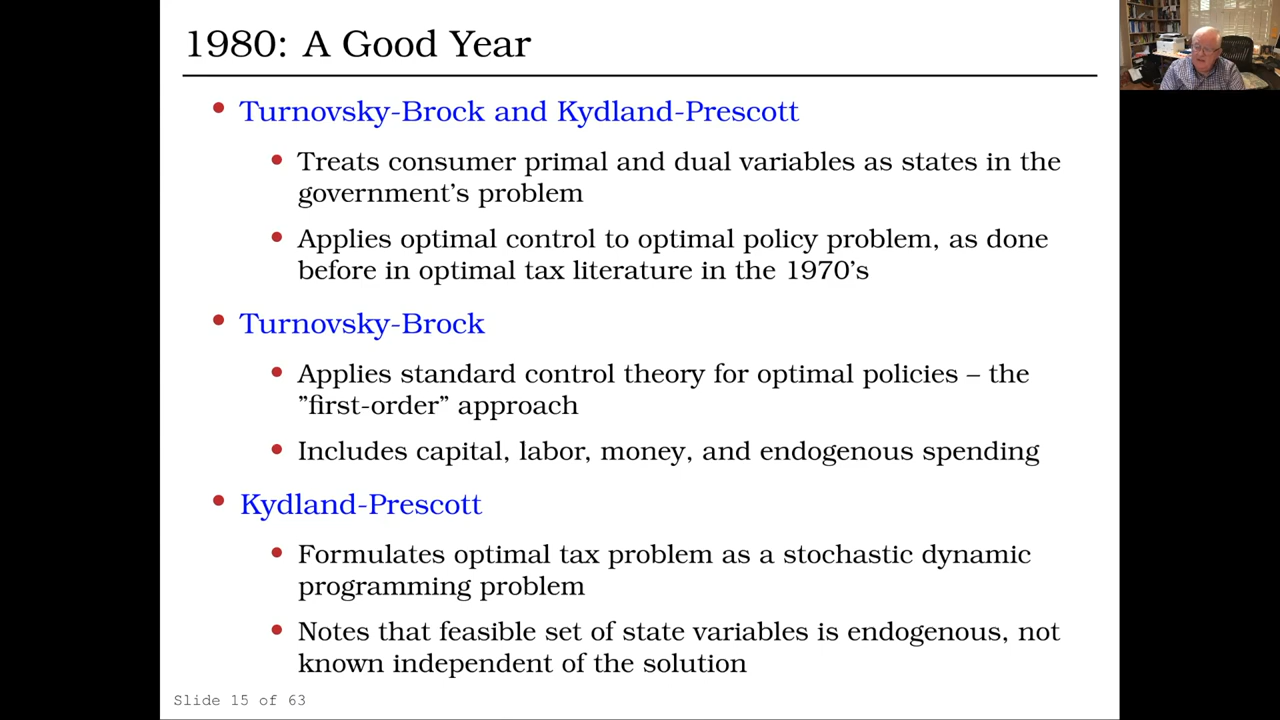 1980: A Good Year
• Turnovsky-Brock and Kydland-Prescott
• Treats consumer primal and dual variables as states in the
government's problem
• Applies optimal control to optimal policy problem, as done
before in optimal tax literature in the 1970's
• Turnovsky-Brock
• Applies standard control theory for optimal policies – the
”first-order” approach
• Includes capital, labor, money, and endogenous spending
• Kydland-Prescott
• Formulates optimal tax problem as a stochastic dynamic
programming problem
• Notes that feasible set of state variables is endogenous, not
known independent of the solution
Slide 15 of 63